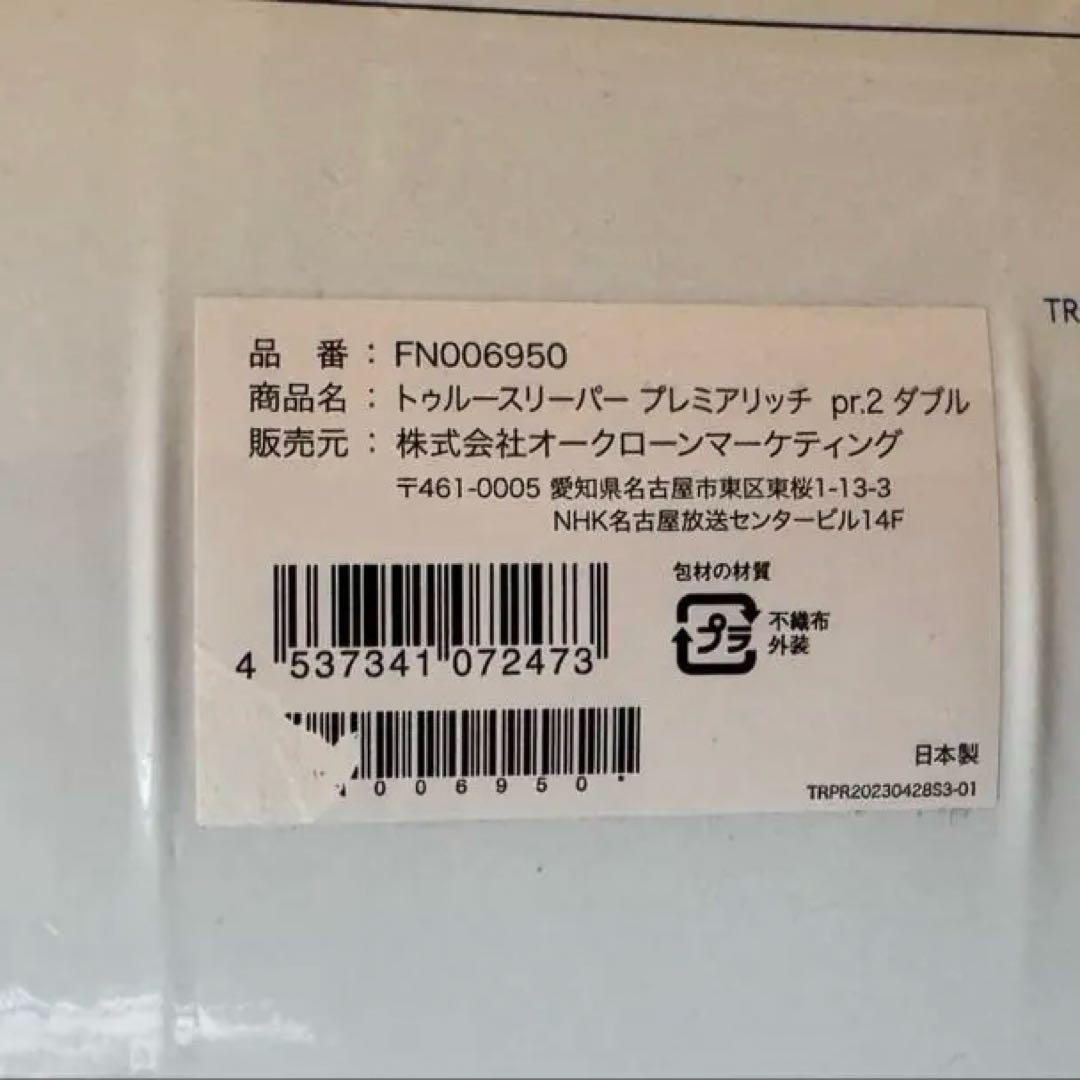 品　番：FN006950
商品名：トゥルースリーパー プレミアリッチ pr.2 ダブル
販売元：株式会社オークローンマーケティング
〒461-0005 愛知県名古屋市東区東桜1-13-3
NHK名古屋放送センタービル14F
包材の材質
プラ
不織布
外装
4 537341 072473
006950*
日本製
TRPR20230428S3-01
TR